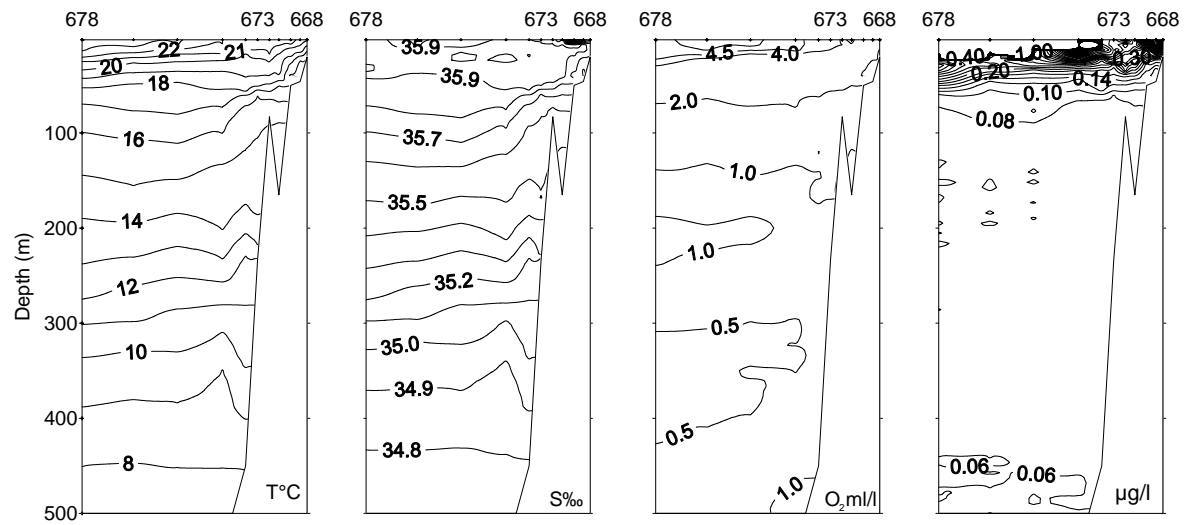 678 673 668 678 673 668 678 673 668 678 673 668
22 21 20 18 16 14 12 10 8
T°C
35.9 35.9 35.7 35.5 35.2 35.0 34.9 34.8
S‰
4.5 4.0 2.0 1.0 1.0 0.5 0.5 1.0
O₂ml/l
0.40 1.00 0.30 0.20 0.14 0.10 0.08 0.06 0.06
µg/l
100
200
300
400
500
Depth (m)